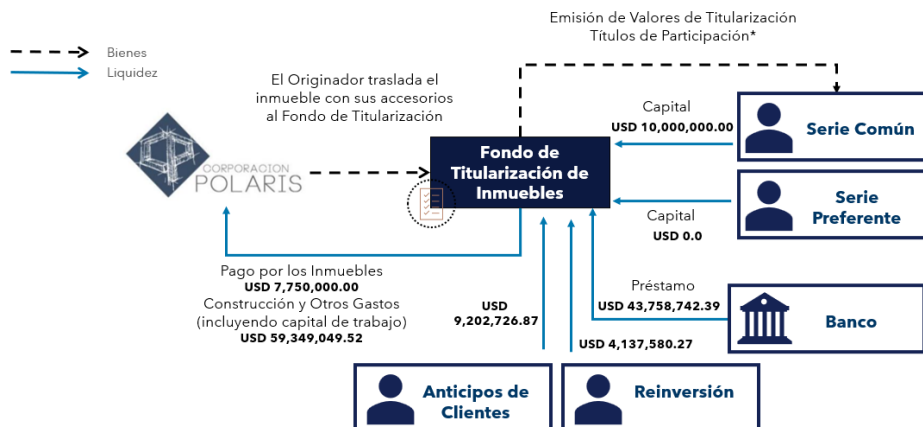 Emisión de Valores de Titularización
Títulos de Participación*
Bienes
Liquidez
El Originador traslada el
inmueble con sus accesorios
al Fondo de Titularización
CORPORACION
POLARIS
Fondo de
Titularización de
Inmuebles
Capital
USD 10,000,000.00
Serie Común
Capital
USD 0.0
Serie
Preferente
Pago por los Inmuebles
USD 7,750,000.00
Construcción y Otros Gastos
(incluyendo capital de trabajo)
USD 59,349,049.52
USD
9,202,726.87
Préstamo
USD 43,758,742.39
USD 4,137,580.27
Banco
Anticipos de
Clientes
Reinversión